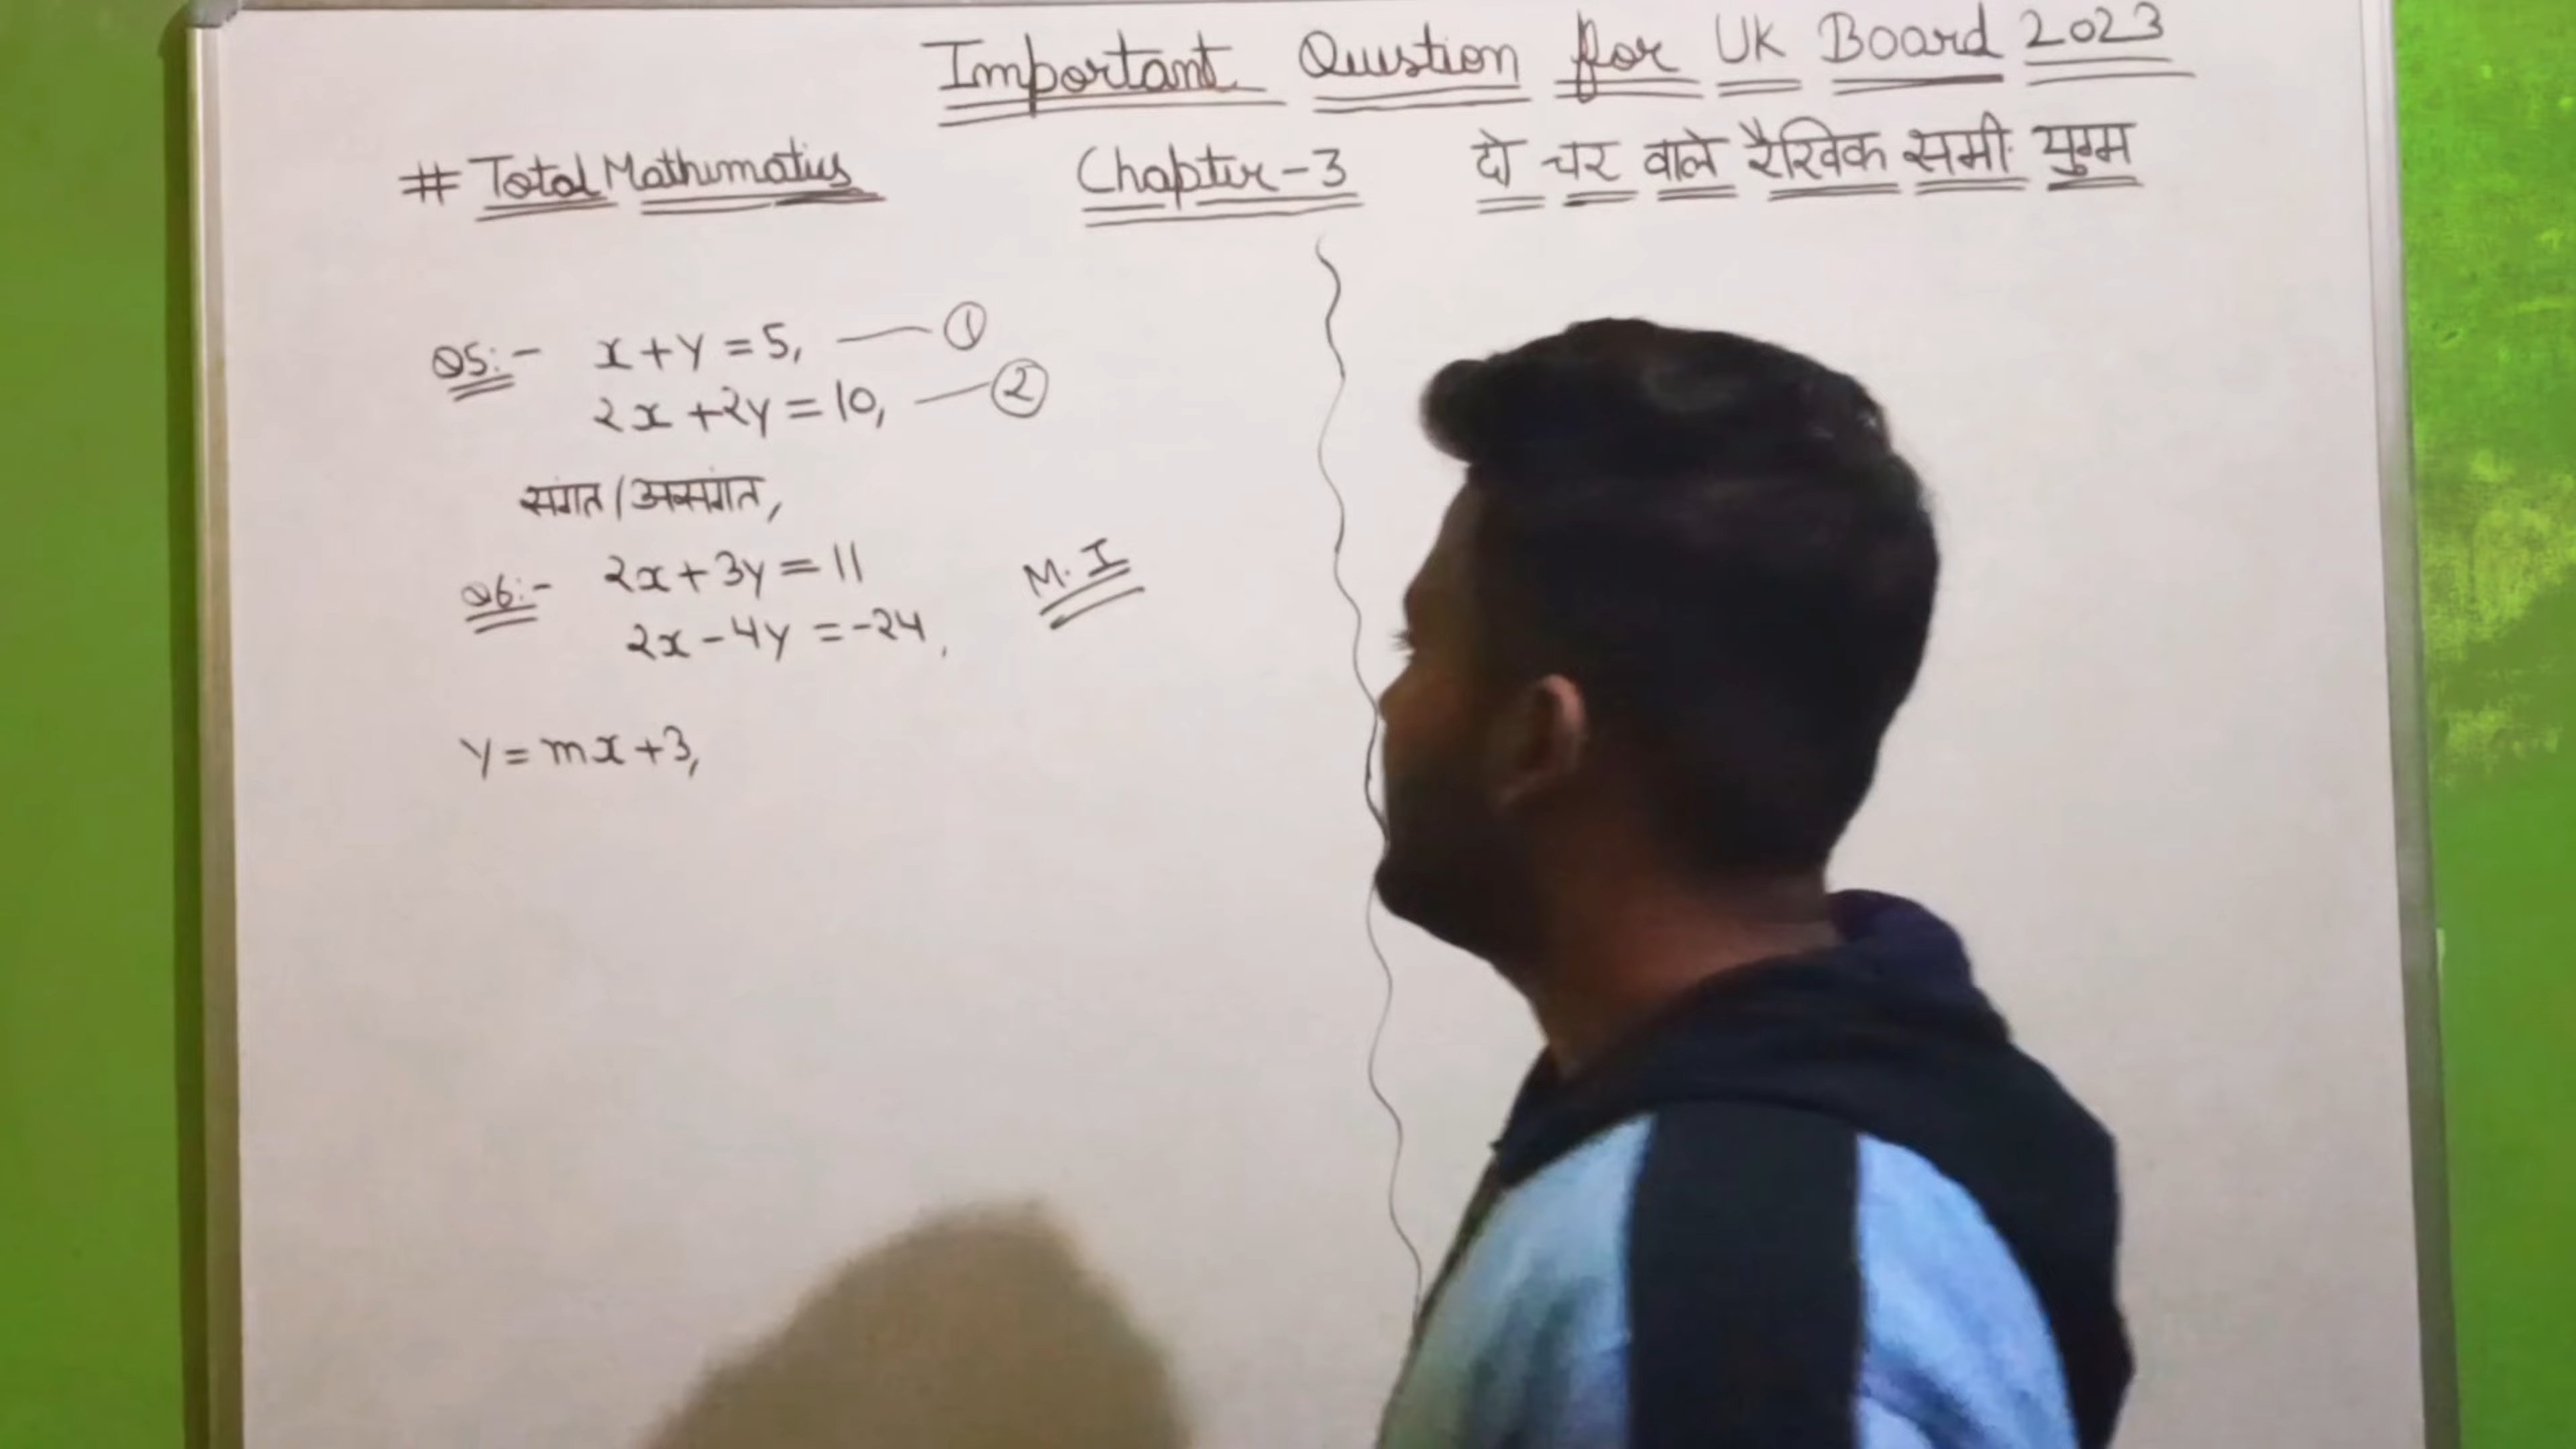 Important Question for UK Board 2023
# Total Mathematics Chapter-3 दो चर वाले रैखिक समी. युग्म
Q5:- x+y=5, — ①
2x+2y=10, — ②
संगत/असंगत,
Q6:- 2x+3y=11
2x-4y=-24, M.I
y=mx+3,